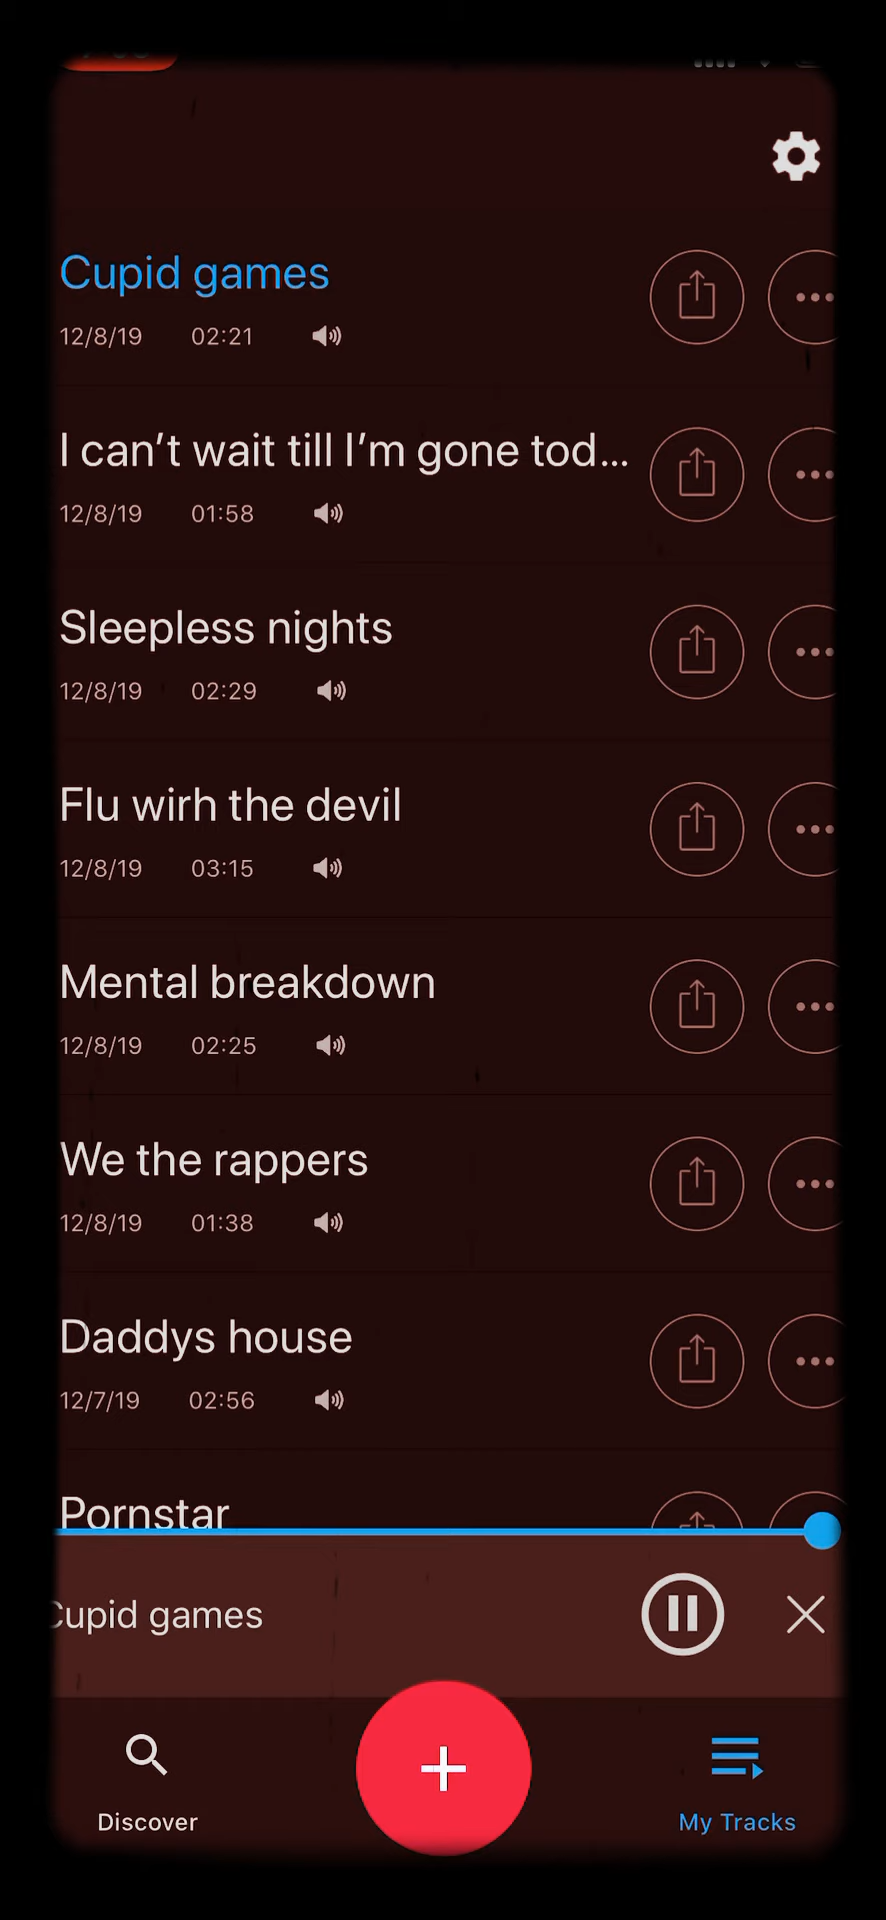 Cupid games
12/8/19 02:21
I can't wait till I'm gone tod...
12/8/19 01:58
Sleepless nights
12/8/19 02:29
Flu wirh the devil
12/8/19 03:15
Mental breakdown
12/8/19 02:25
We the rappers
12/8/19 01:38
Daddys house
12/7/19 02:56
Pornstar
Cupid games
Discover
My Tracks